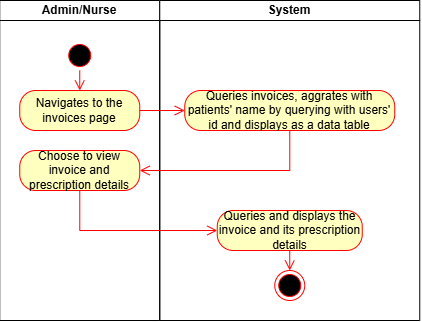 Admin/Nurse
System
Navigates to the
invoices page
Queries invoices, aggrates with
patients' name by querying with users'
id and displays as a data table
Choose to view
invoice and
prescription details
Queries and displays the
invoice and its prescription
details